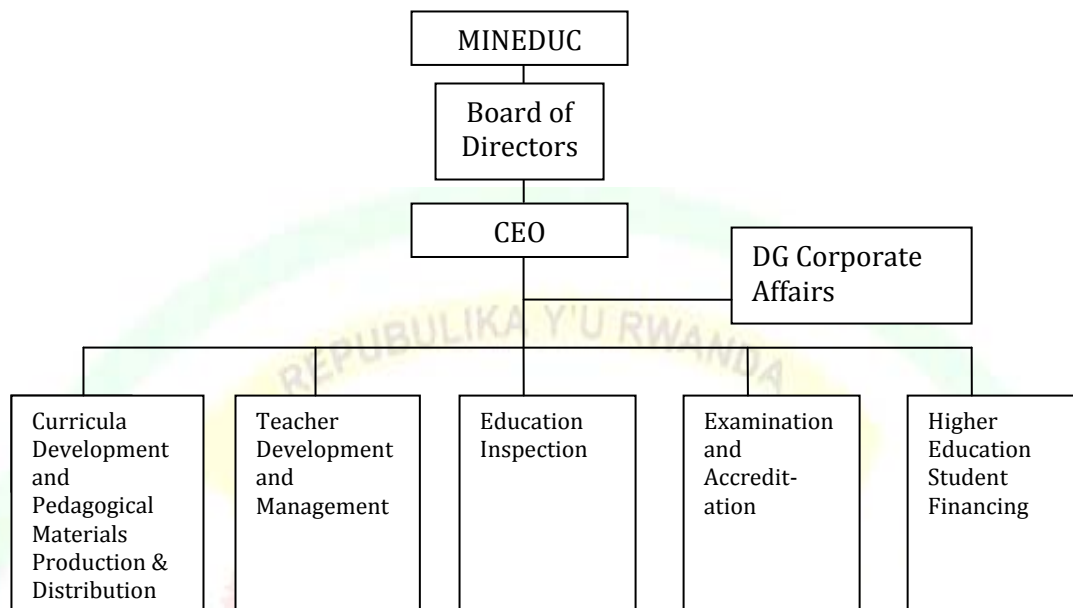 MINEDUC
Board of
Directors
CEO
DG Corporate
Affairs
REPUBULIKA Y'U RWANDA
Curricula
Development
and
Pedagogical
Materials
Production &
Distribution
Teacher
Development
and
Management
Education
Inspection
Examination
and
Accredit-
ation
Higher
Education
Student
Financing